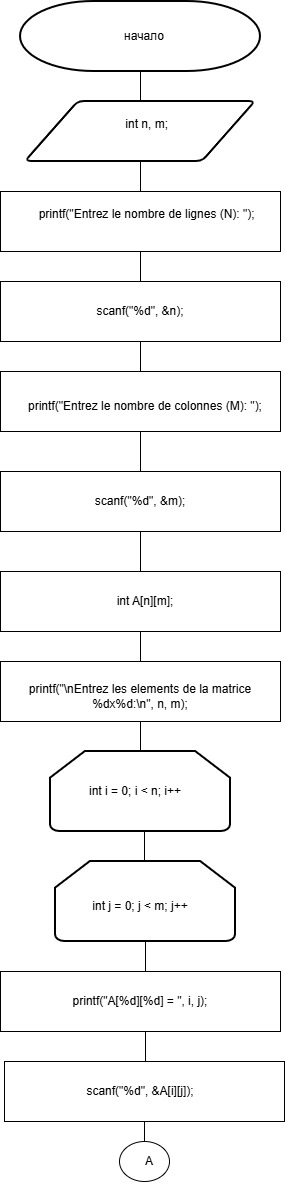 начало
int n, m;
printf("Entrez le nombre de lignes (N): ");
scanf("%d", &n);
printf("Entrez le nombre de colonnes (M): ");
scanf("%d", &m);
int A[n][m];
printf("\nEntrez les elements de la matrice
%dx%d:\n", n, m);
int i = 0; i < n; i++
int j = 0; j < m; j++
printf("A[%d][%d] = ", i, j);
scanf("%d", &A[i][j]);
A